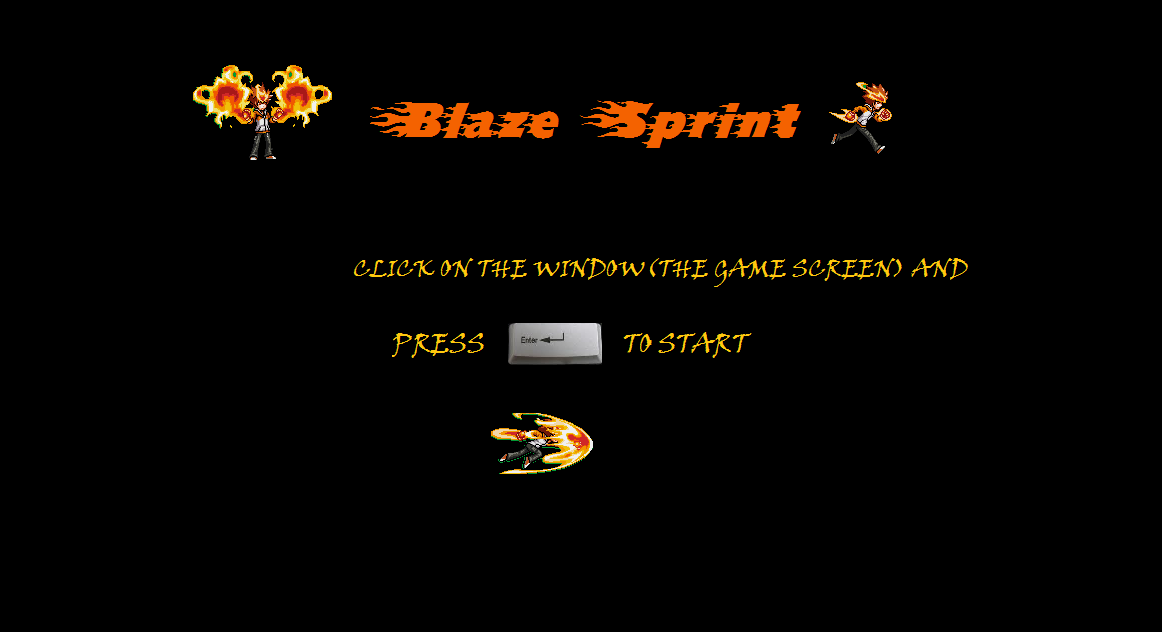 Blaze Sprint
CLICK ON THE WINDOW(THE GAME SCREEN) AND
PRESS Enter TO START